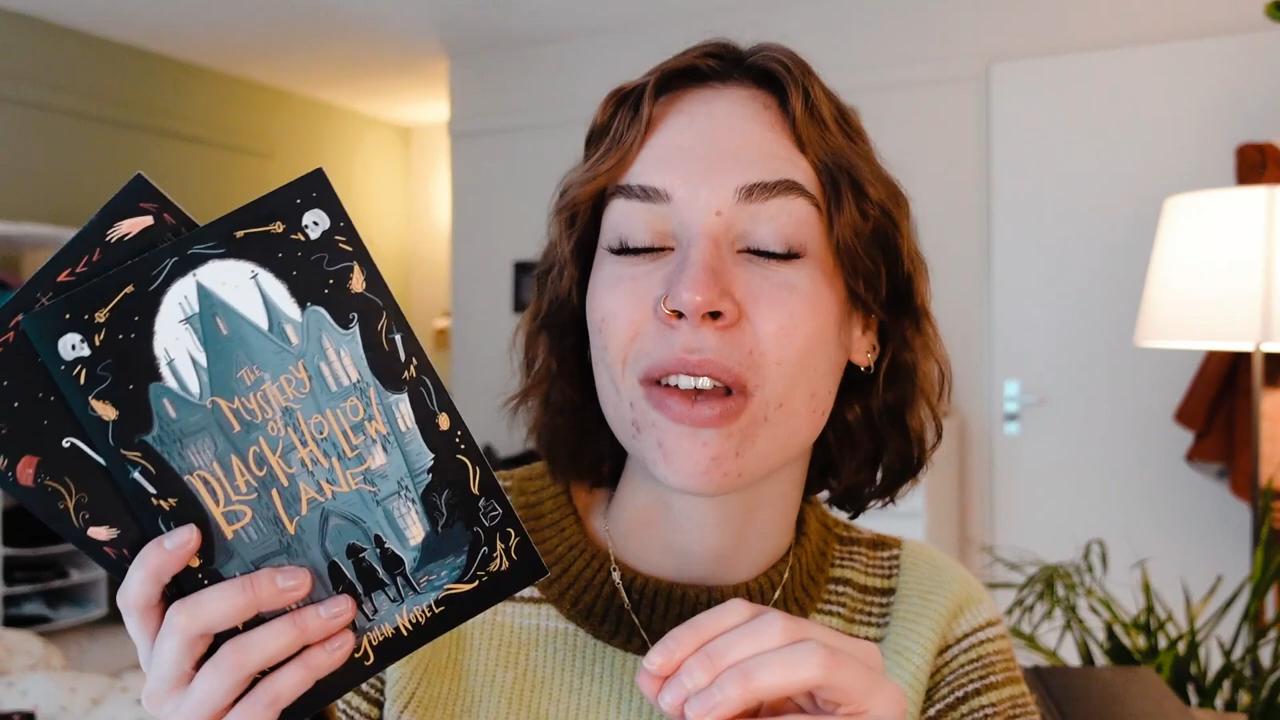 THE
MYSTERY
OF
BLACK HOLLOW
LANE
JULIA NOBEL